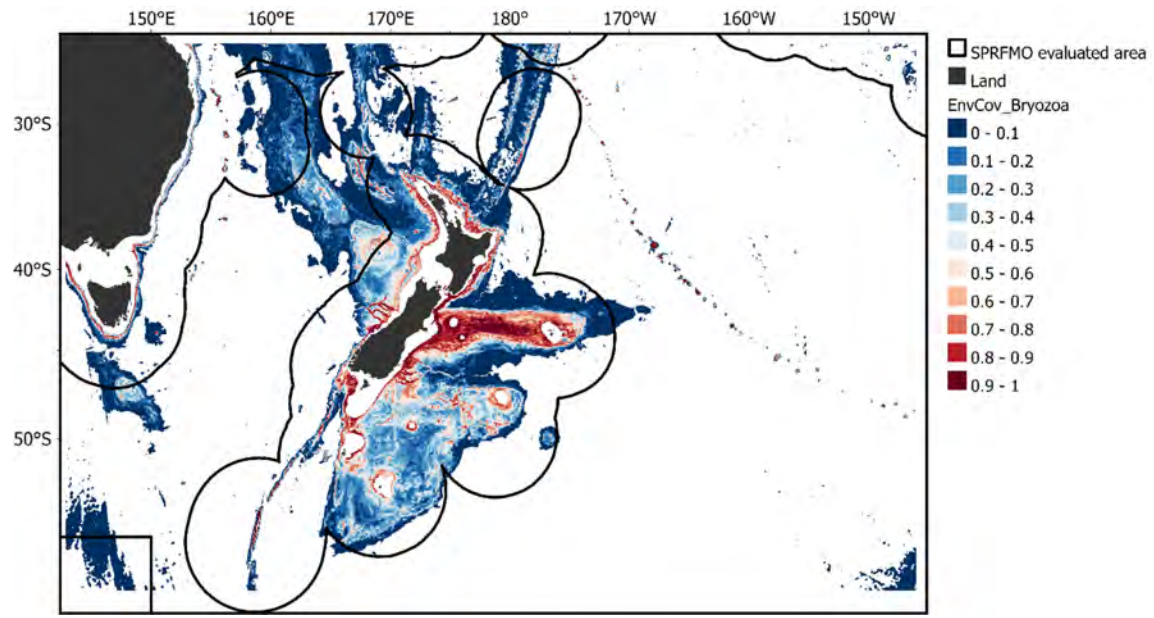 150°E 160°E 170°E 180° 170°W 160°W 150°W
30°S
40°S
50°S
SPRFMO evaluated area
Land
EnvCov_Bryozoa
0 - 0.1
0.1 - 0.2
0.2 - 0.3
0.3 - 0.4
0.4 - 0.5
0.5 - 0.6
0.6 - 0.7
0.7 - 0.8
0.8 - 0.9
0.9 - 1